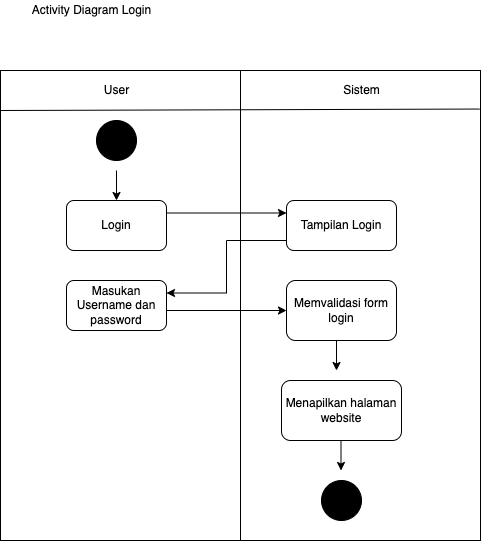 Activity Diagram Login
User
Sistem
Login
Tampilan Login
Masukan
Username dan
password
Memvalidasi form
login
Menapilkan halaman
website